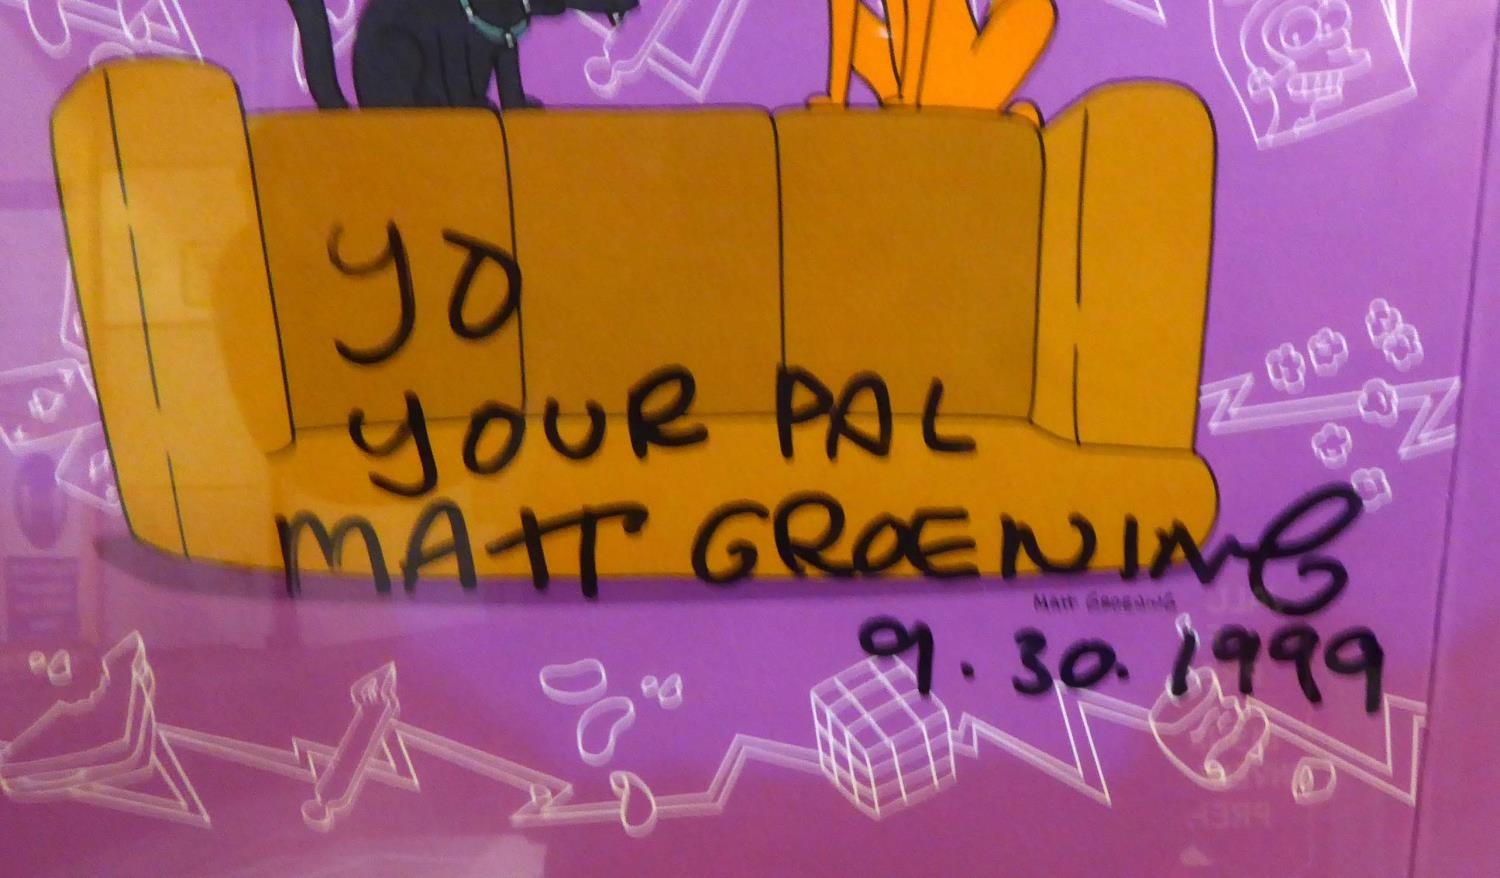 YO
YOUR PAL
MATT GROENING
MATT GROENING
9.30.1999